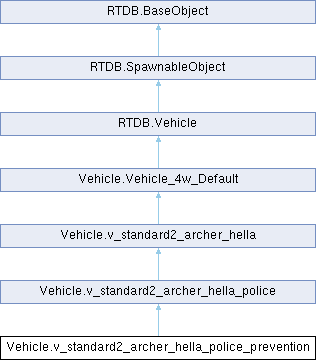 RTDB.BaseObject
RTDB.SpawnableObject
RTDB.Vehicle
Vehicle.Vehicle_4w_Default
Vehicle.v_standard2_archer_hella
Vehicle.v_standard2_archer_hella_police
Vehicle.v_standard2_archer_hella_police_prevention